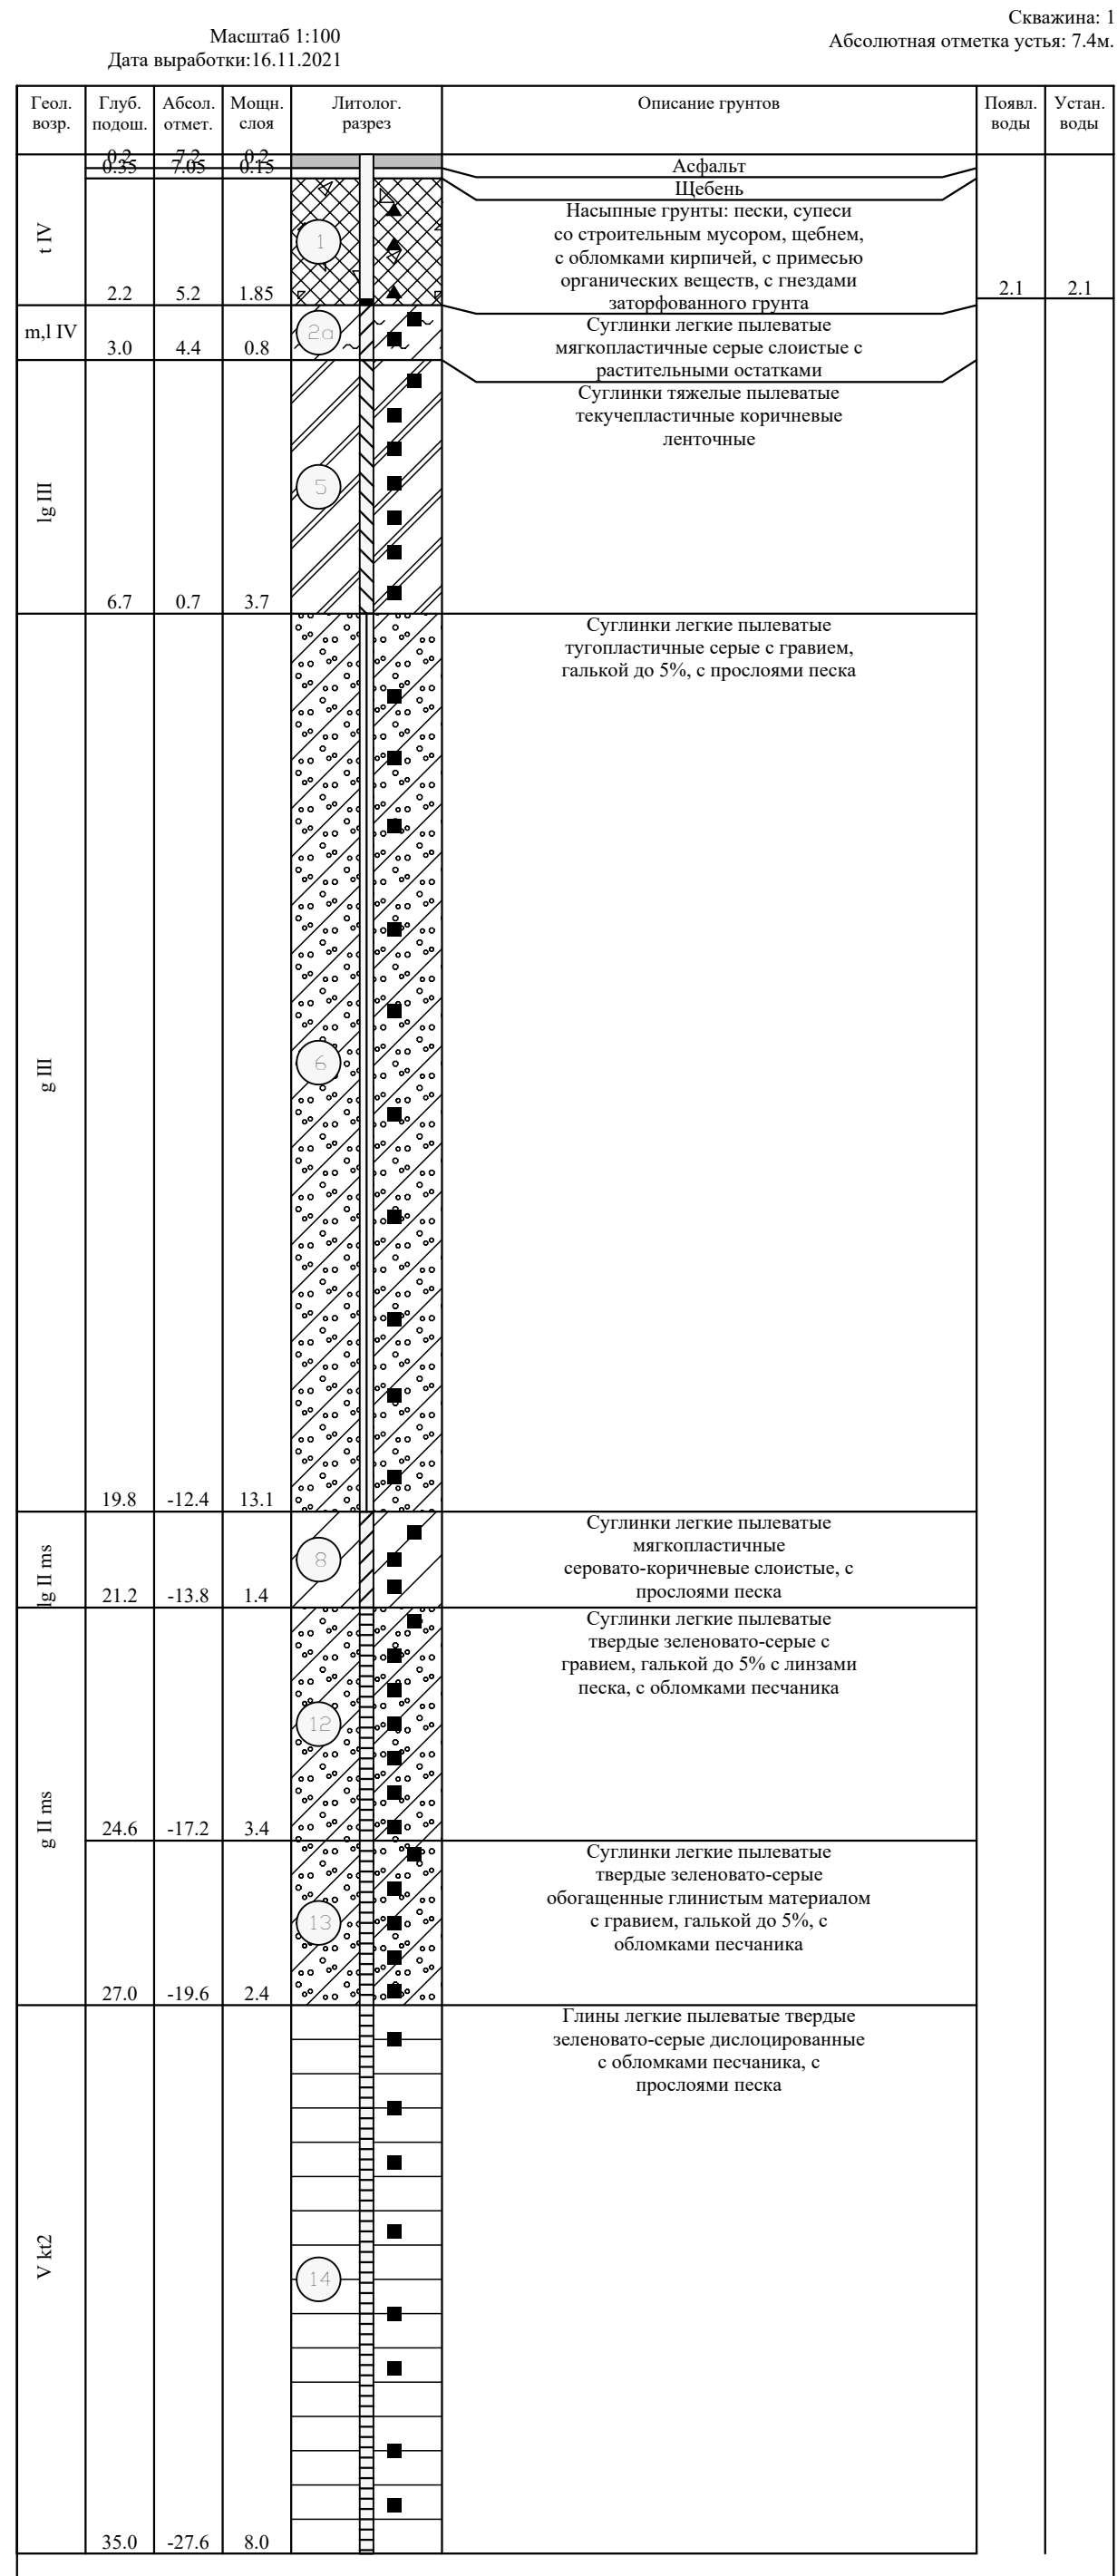 Скважина: 1
Абсолютная отметка устья: 7.4м.
Масштаб 1:100
Дата выработки:16.11.2021
Геол. возр.
Глуб. подош.
Абсол. отмет.
Мощн. слоя
Литолог. разрез
Описание грунтов
Появл. воды
Устан. воды
0.2 7.2 0.2
Асфальт
0.35 7.05 0.15
Щебень
t IV
1
Насыпные грунты: пески, супеси
со строительным мусором, щебнем,
с обломками кирпичей, с примесью
органических веществ, с гнездами
заторфованного грунта
2.2 5.2 1.85
2.1 2.1
m,l IV
2а
Суглинки легкие пылеватые
мягкопластичные серые слоистые с
растительными остатками
3.0 4.4 0.8
lg III
5
Суглинки тяжелые пылеватые
текучепластичные коричневые
ленточные
6.7 0.7 3.7
g III
6
Суглинки легкие пылеватые
тугопластичные серые с гравием,
галькой до 5%, с прослоями песка
19.8 -12.4 13.1
lg II ms
8
Суглинки легкие пылеватые
мягкопластичные
серовато-коричневые слоистые, с
прослоями песка
21.2 -13.8 1.4
g II ms
12
Суглинки легкие пылеватые
твердые зеленовато-серые с
гравием, галькой до 5% с линзами
песка, с обломками песчаника
24.6 -17.2 3.4
13
Суглинки легкие пылеватые
твердые зеленовато-серые
обогащенные глинистым материалом
с гравием, галькой до 5%, с
обломками песчаника
27.0 -19.6 2.4
V kt2
14
Глины легкие пылеватые твердые
зеленовато-серые дислоцированные
с обломками песчаника, с
прослоями песка
35.0 -27.6 8.0